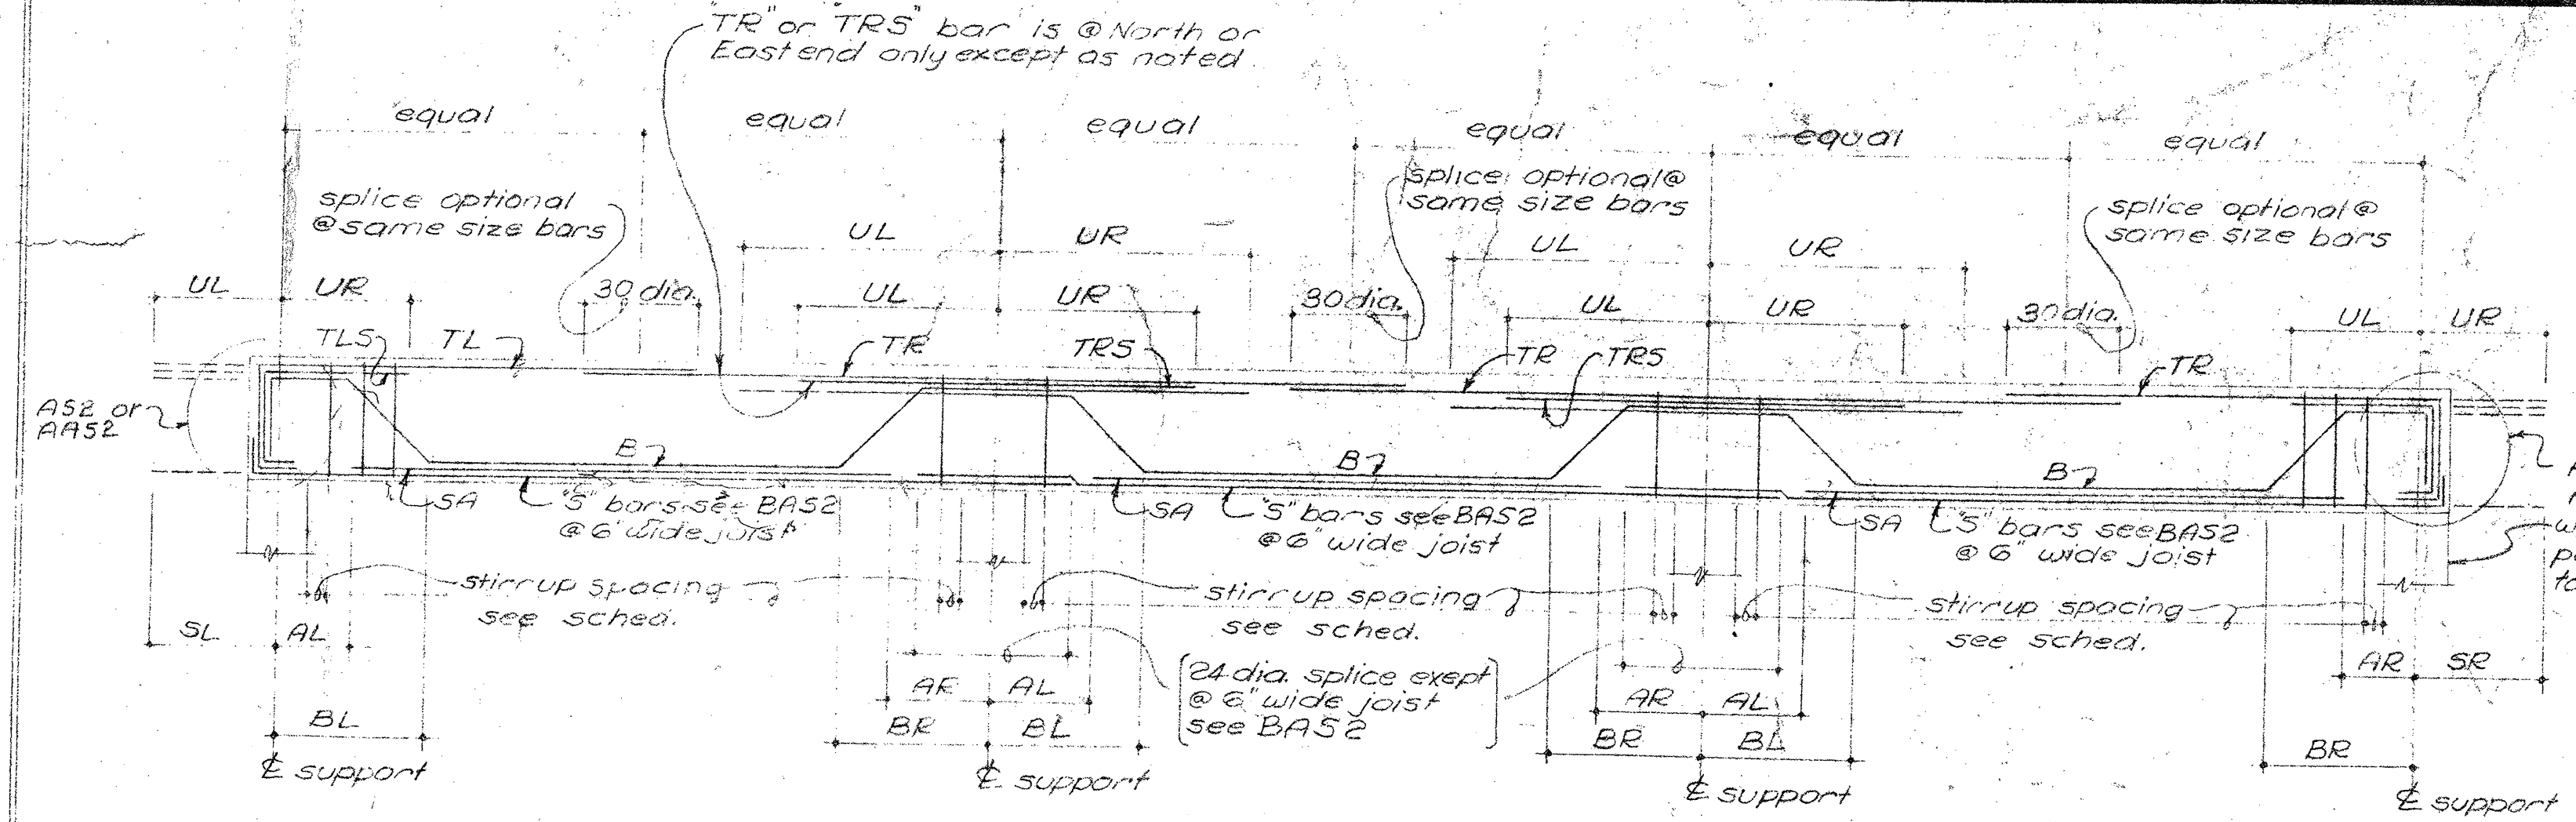 "TR" or "TRS" bar is @ North or
East end only except as noted
equal
equal
equal
equal
equal
equal
splice optional
@ same size bars
splice optional @
same size bars
splice optional @
same size bars
UL
UR
UL
UR
UL
UR
30 dia.
UL
UR
30 dia.
UL
UR
30 dia.
UL
UR
TLS
TL
TR
TRS
TR
TRS
TR
AS2 or
AAS2
B
B
B
SA
"S" bars see BAS2
@ 6" wide joist
SA
"S" bars see BAS2
@ 6" wide joist
SA
"S" bars see BAS2
@ 6" wide joist
stirrup spacing
see sched.
stirrup spacing
see sched.
stirrup spacing
see sched.
SL
AL
AR
AL
24 dia. splice exept
@ 6" wide joist
see BAS2
AR
AL
AR
SR
BL
BR
BL
BR
BL
BR
℄ support
℄ support
℄ support
℄ support